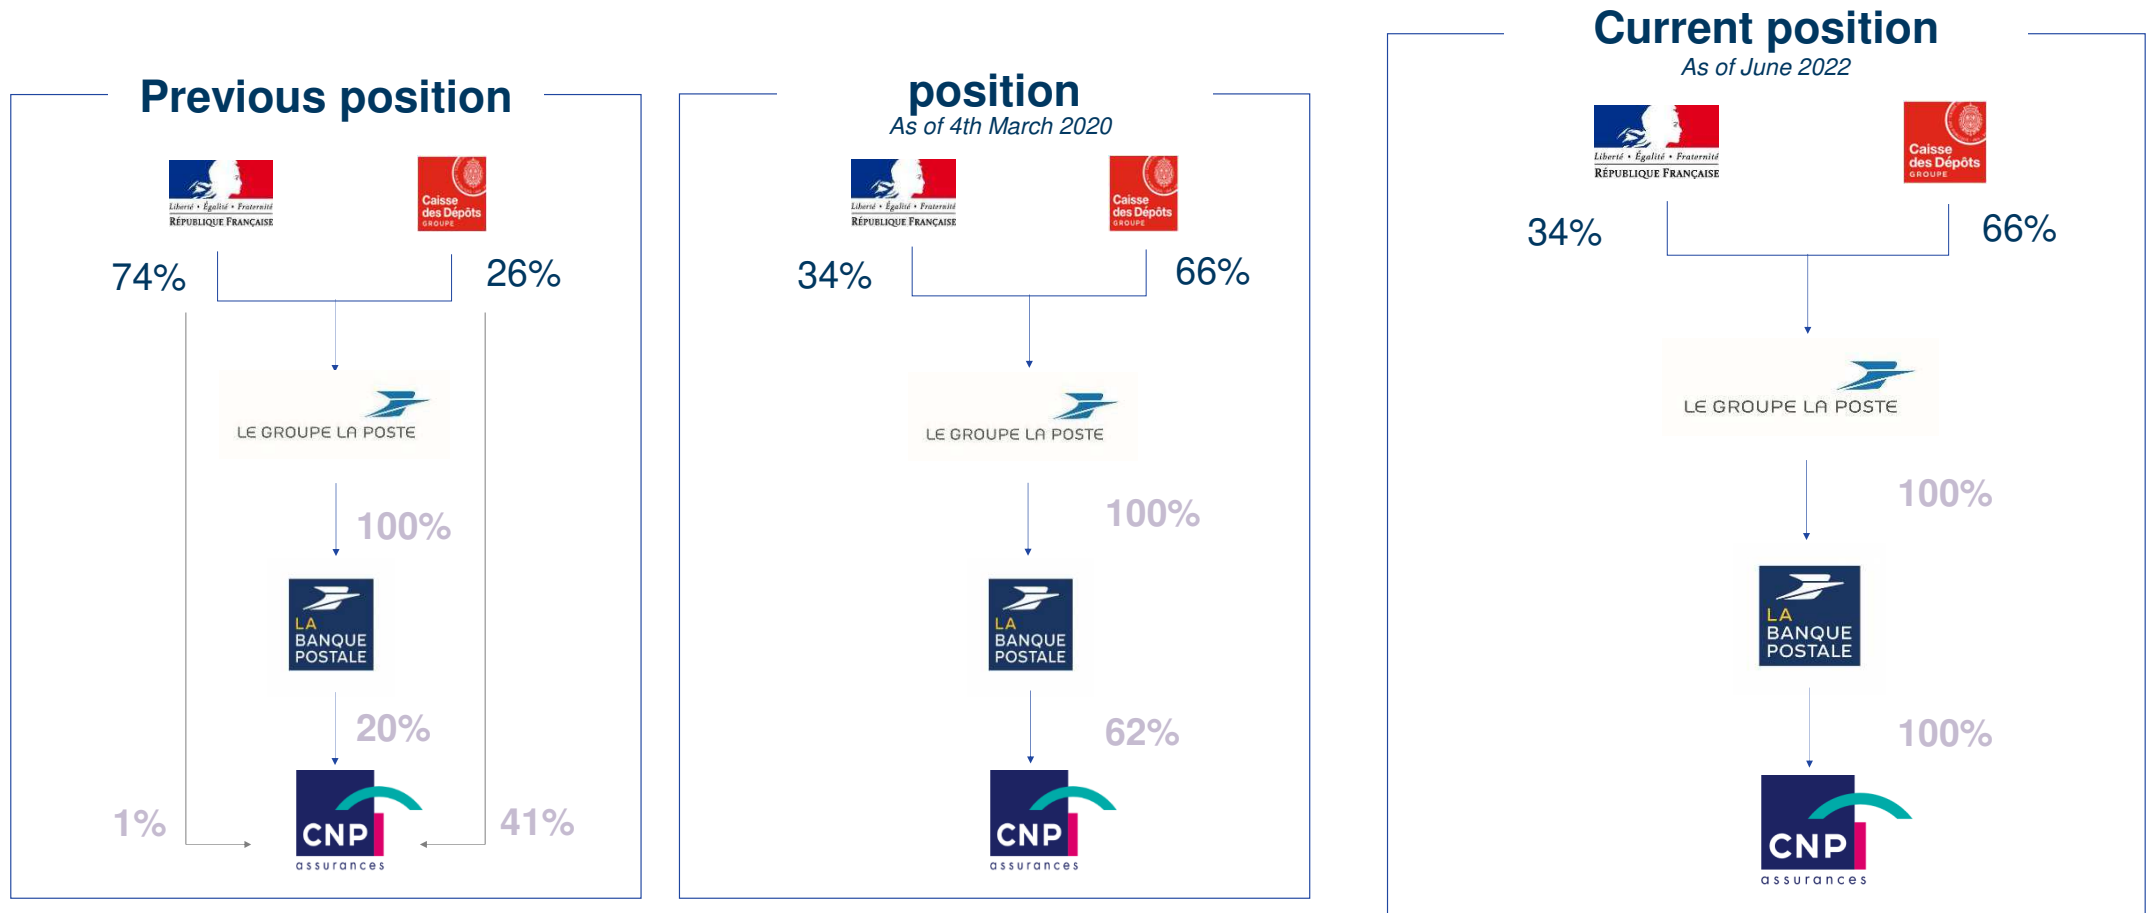 Previous position
Liberté • Égalité • Fraternité
RÉPUBLIQUE FRANÇAISE
Caisse
des Dépôts
GROUPE
74%
26%
LE GROUPE LA POSTE
100%
LA
BANQUE
POSTALE
20%
1%
41%
CNP
assurances
position
As of 4th March 2020
Liberté • Égalité • Fraternité
RÉPUBLIQUE FRANÇAISE
Caisse
des Dépôts
GROUPE
34%
66%
LE GROUPE LA POSTE
100%
LA
BANQUE
POSTALE
62%
CNP
assurances
Current position
As of June 2022
Liberté • Égalité • Fraternité
RÉPUBLIQUE FRANÇAISE
Caisse
des Dépôts
GROUPE
34%
66%
LE GROUPE LA POSTE
100%
LA
BANQUE
POSTALE
100%
CNP
assurances